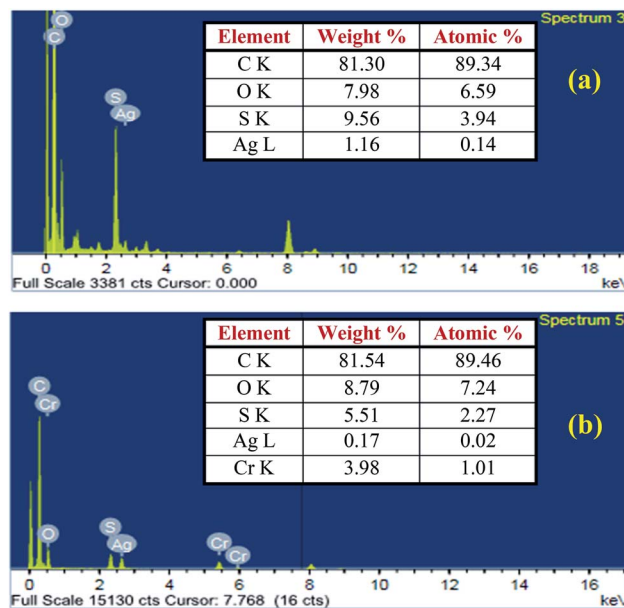 Spectrum 3
Element Weight % Atomic %
C K 81.30 89.34
O K 7.98 6.59
S K 9.56 3.94
Ag L 1.16 0.14
(a)
O
C
S
Ag
0 2 4 6 8 10 12 14 16 18
Full Scale 3381 cts Cursor: 0.000 keV
Spectrum 5
Element Weight % Atomic %
C K 81.54 89.46
O K 8.79 7.24
S K 5.51 2.27
Ag L 0.17 0.02
Cr K 3.98 1.01
(b)
C
Cr
O
S
Ag
Cr
Cr
0 2 4 6 8 10 12 14 16 18
Full Scale 15130 cts Cursor: 7.768 (16 cts) keV